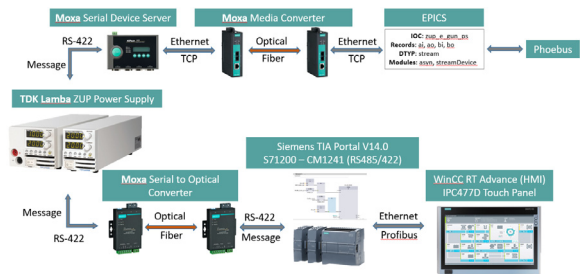 Moxa Serial Device Server
Moxa Media Converter
EPICS
RS-422
Message
Ethernet
TCP
Optical
Fiber
Ethernet
TCP
IOC: zup_e_gun_ps
Records: ai, ao, bi, bo
DTYP: stream
Modules: asyn, streamDevice
Phoebus
TDK Lamba ZUP Power Supply
Siemens TIA Portal V14.0
S71200 – CM1241 (RS485/422)
WinCC RT Advance (HMI)
IPC477D Touch Panel
Moxa Serial to Optical
Converter
Message
RS-422
Optical
Fiber
RS-422
Message
Ethernet
Profibus